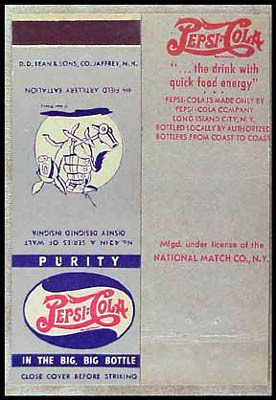 D.D. BEAN & SONS, CO, JAFFREY, N.H.
4th FIELD ARTILLERY BATTALION
No. 42 IN A SERIES OF WALT
DISNEY DESIGNED INSIGNIA
PURITY
PEPSI-COLA
IN THE BIG, BIG BOTTLE
CLOSE COVER BEFORE STRIKING
PEPSI-COLA
"...the drink with
quick food energy"
PEPSI-COLA IS MADE ONLY BY
PEPSI-COLA COMPANY
LONG ISLAND CITY, N.Y.
BOTTLED LOCALLY BY AUTHORIZED
BOTTLERS FROM COAST TO COAST
Mfgd. under license of the
NATIONAL MATCH CO., N.Y.